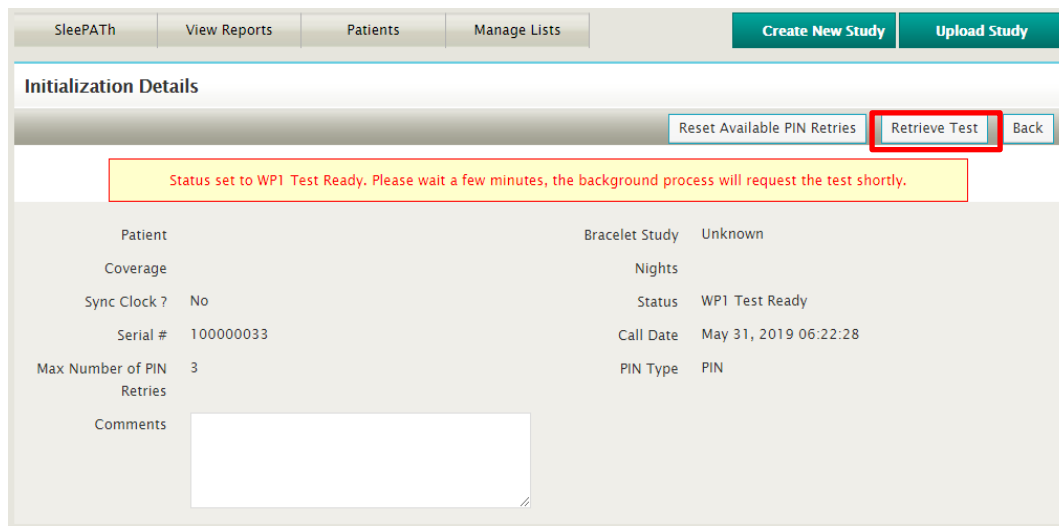 SleePATh View Reports Patients Manage Lists Create New Study Upload Study
Initialization Details
Reset Available PIN Retries Retrieve Test Back
Status set to WP1 Test Ready. Please wait a few minutes, the background process will request the test shortly.
Patient Bracelet Study Unknown
Coverage Nights
Sync Clock ? No Status WP1 Test Ready
Serial # 100000033 Call Date May 31, 2019 06:22:28
Max Number of PIN 3 PIN Type PIN
Retries
Comments